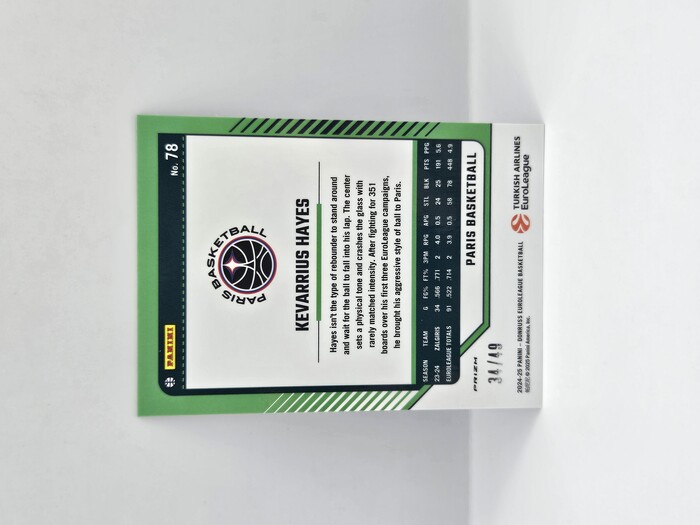 PANINI
No. 78
PARIS BASKETBALL
KEVARRIUS HAYES
Hayes isn't the type of rebounder to stand around
and wait for the ball to fall into his lap. The center
sets a physical tone and crashes the glass with
rarely matched intensity. After fighting for 351
boards over his first three EuroLeague campaigns,
he brought his aggressive style of ball to Paris.
SEASON TEAM G FG% FT% 3PM RPG APG STL BLK PTS PPG
23-24 ZALGIRIS 34 .566 .771 2 4.0 0.5 24 25 191 5.6
EUROLEAGUE TOTALS 91 .522 .714 2 3.9 0.5 58 78 448 4.9
PARIS BASKETBALL
PRIZM
34/49
TURKISH AIRLINES
EuroLeague
2024-25 PANINI – DONRUSS EUROLEAGUE BASKETBALL
© 2025 Panini America, Inc.